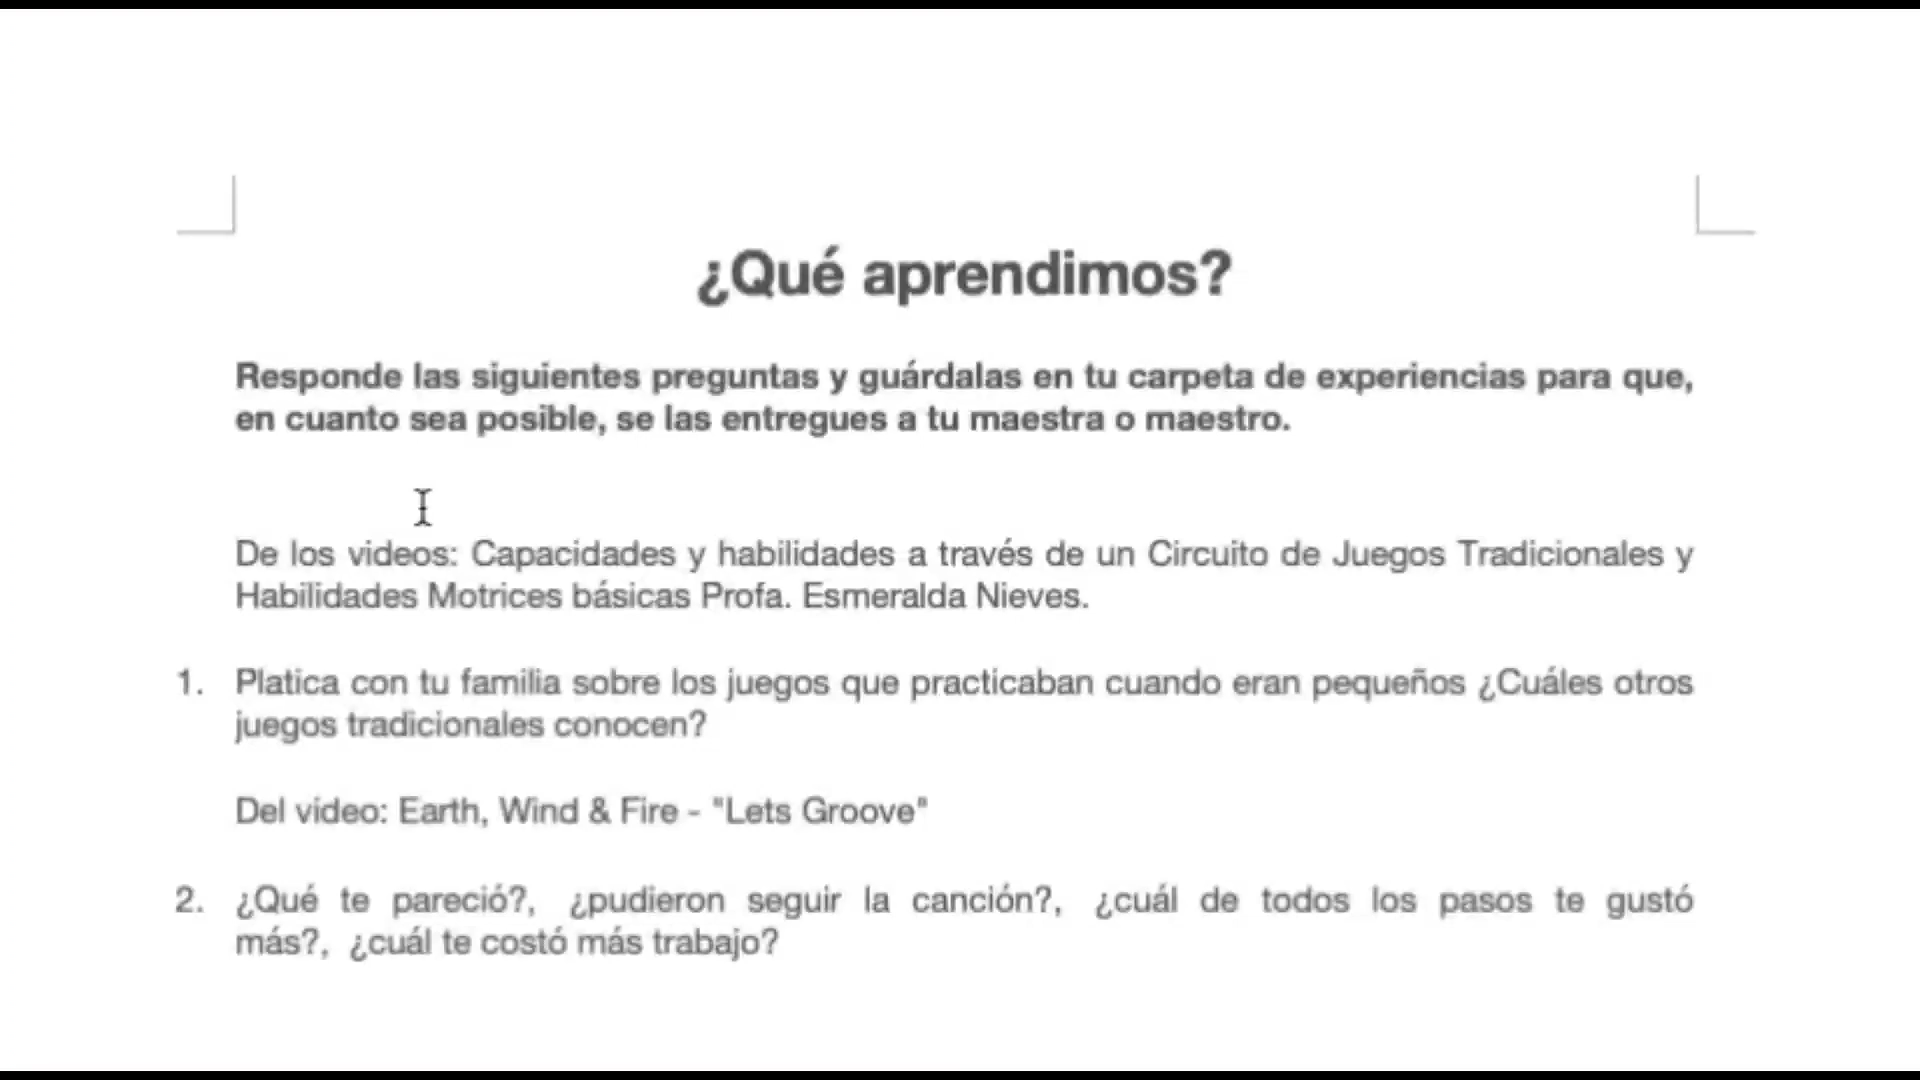 ¿Qué aprendimos?
Responde las siguientes preguntas y guárdalas en tu carpeta de experiencias para que,
en cuanto sea posible, se las entregues a tu maestra o maestro.
De los videos: Capacidades y habilidades a través de un Circuito de Juegos Tradicionales y
Habilidades Motrices básicas Profa. Esmeralda Nieves.
1. Platica con tu familia sobre los juegos que practicaban cuando eran pequeños ¿Cuáles otros
juegos tradicionales conocen?
Del video: Earth, Wind & Fire - "Lets Groove"
2. ¿Qué te pareció?, ¿pudieron seguir la canción?, ¿cuál de todos los pasos te gustó
más?, ¿cuál te costó más trabajo?